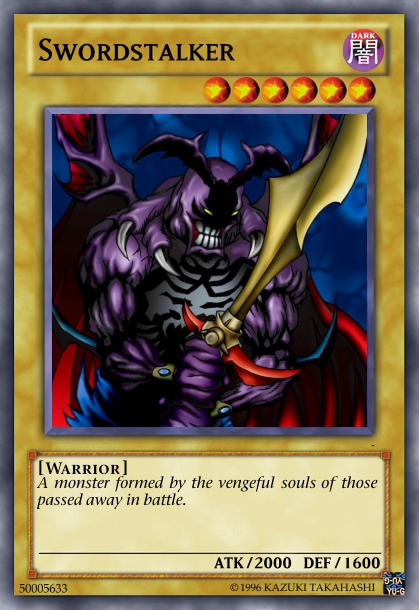 SWORDSTALKER
DARK
闇
[WARRIOR]
A monster formed by the vengeful souls of those
passed away in battle.
ATK/2000 DEF/1600
50005633
©1996 KAZUKI TAKAHASHI